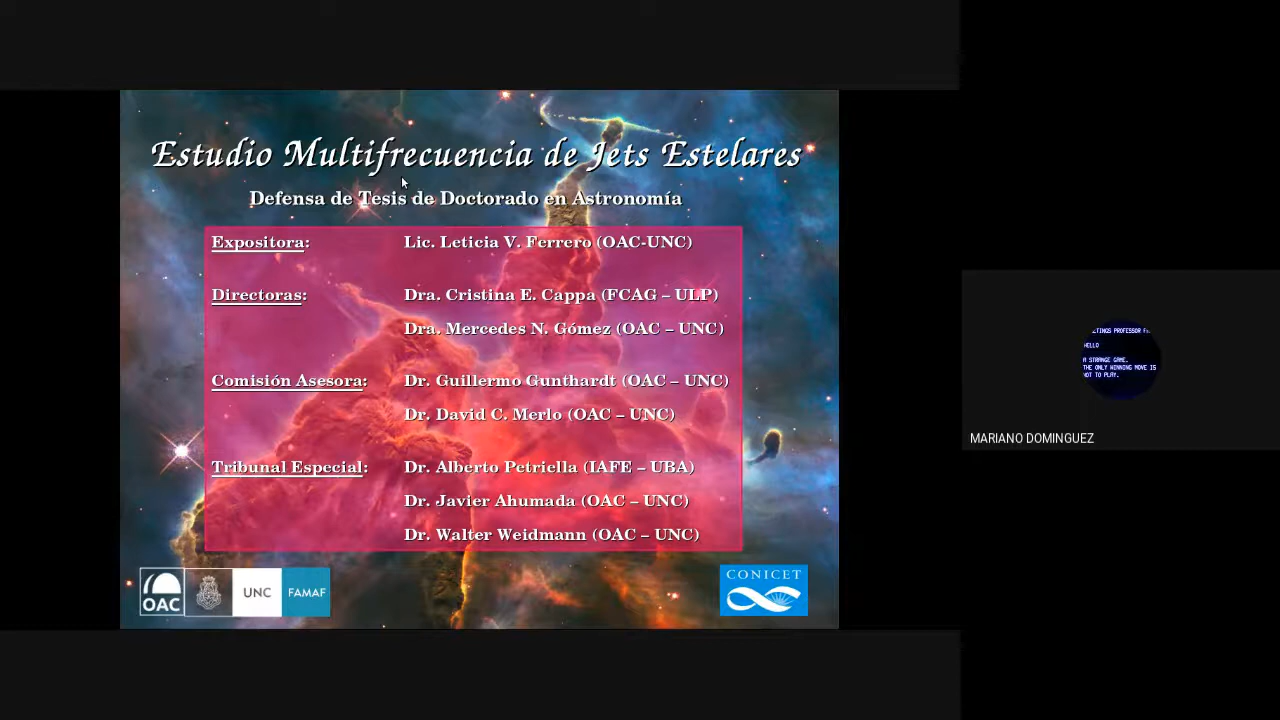 Estudio Multifrecuencia de Jets Estelares
Defensa de Tesis de Doctorado en Astronomía
Expositora: Lic. Leticia V. Ferrero (OAC-UNC)
Directoras: Dra. Cristina E. Cappa (FCAG – ULP)
Dra. Mercedes N. Gómez (OAC – UNC)
Comisión Asesora: Dr. Guillermo Gunthardt (OAC – UNC)
Dr. David C. Merlo (OAC – UNC)
Tribunal Especial: Dr. Alberto Petriella (IAFE – UBA)
Dr. Javier Ahumada (OAC – UNC)
Dr. Walter Weidmann (OAC – UNC)
OAC UNC FAMAF
CONICET
PROFESSOR
HELLO
A STRANGE GAME.
THE ONLY WINNING MOVE IS
NOT TO PLAY.
MARIANO DOMINGUEZ